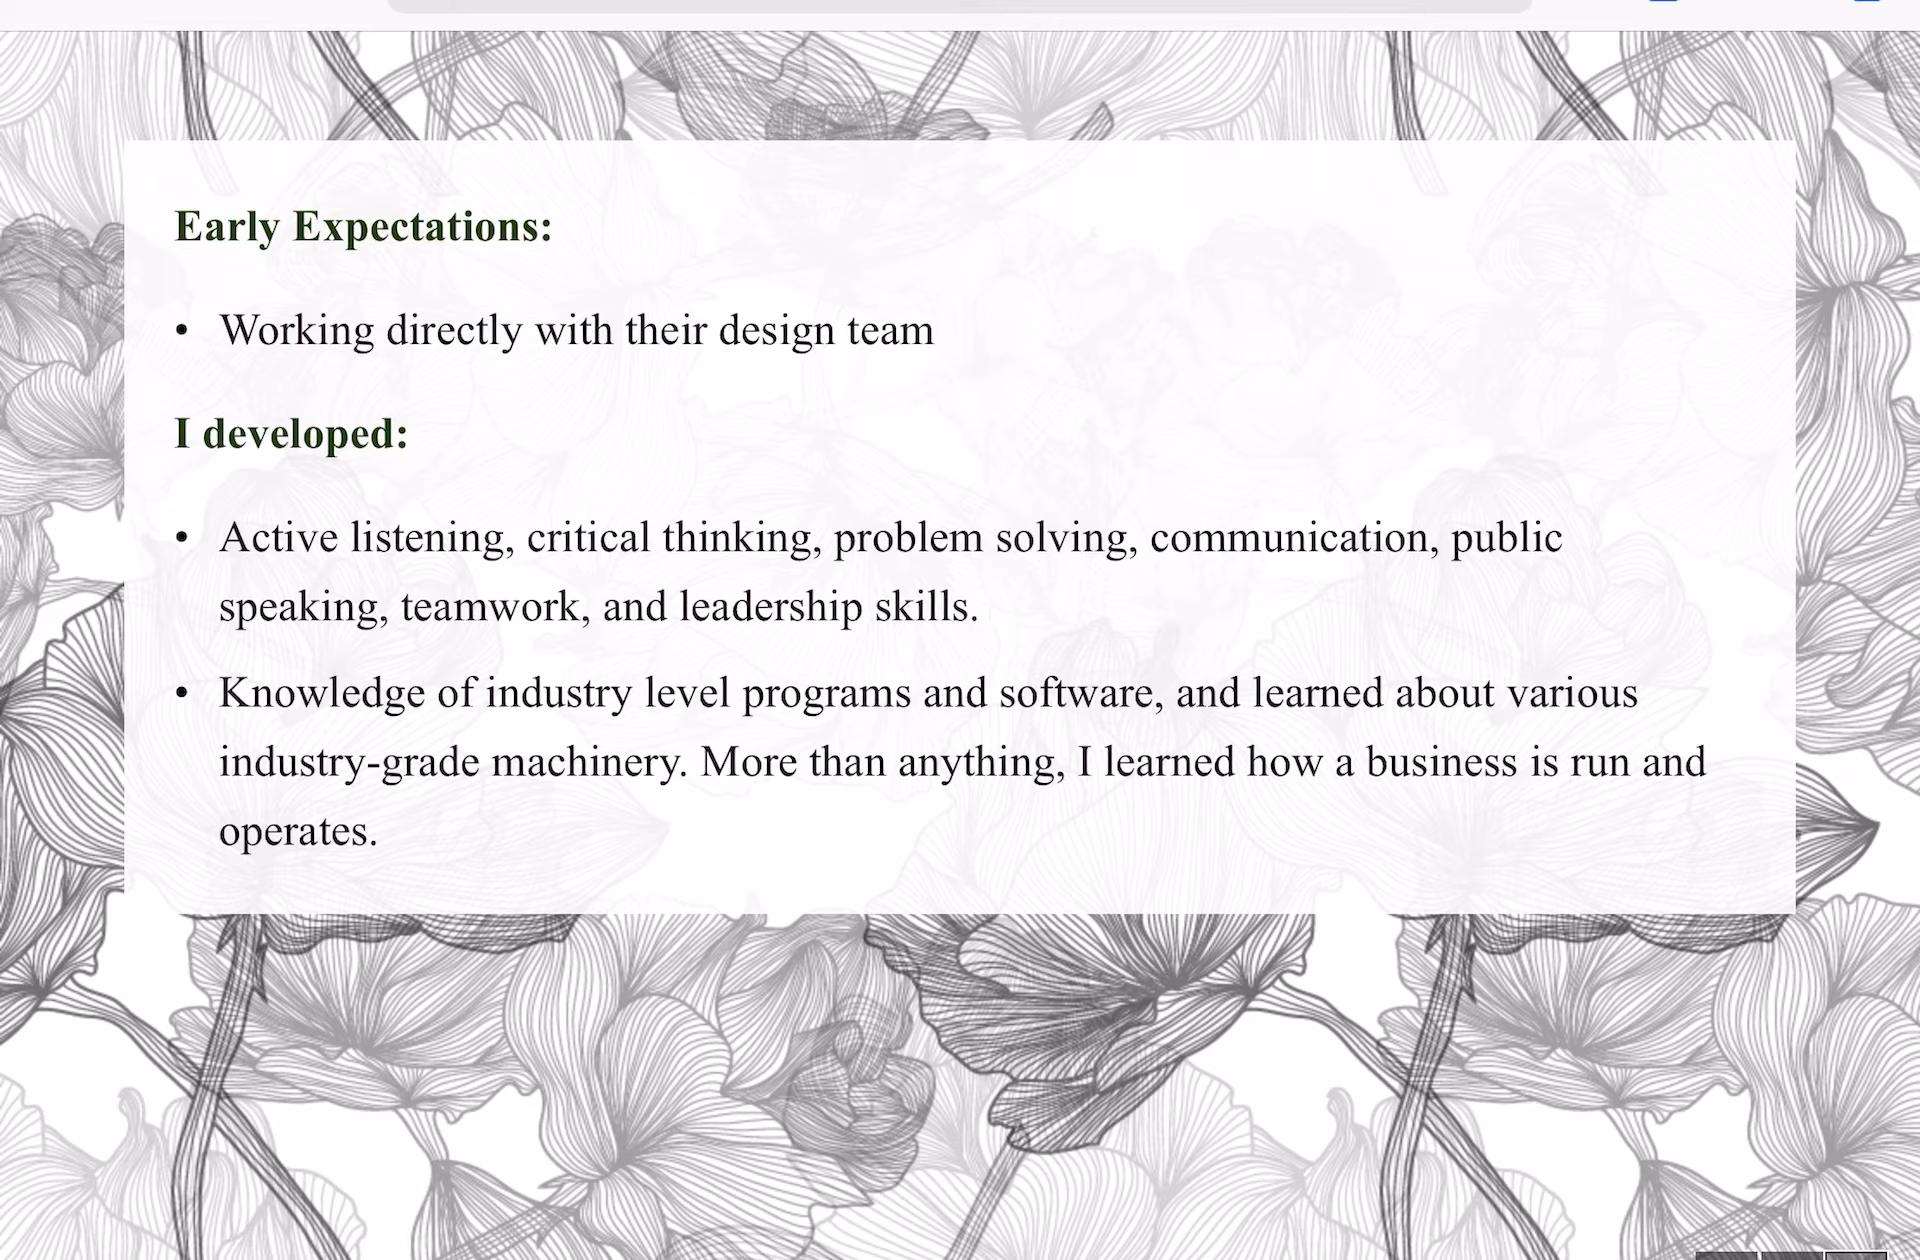 Early Expectations:
• Working directly with their design team
I developed:
• Active listening, critical thinking, problem solving, communication, public
speaking, teamwork, and leadership skills.
• Knowledge of industry level programs and software, and learned about various
industry-grade machinery. More than anything, I learned how a business is run and
operates.